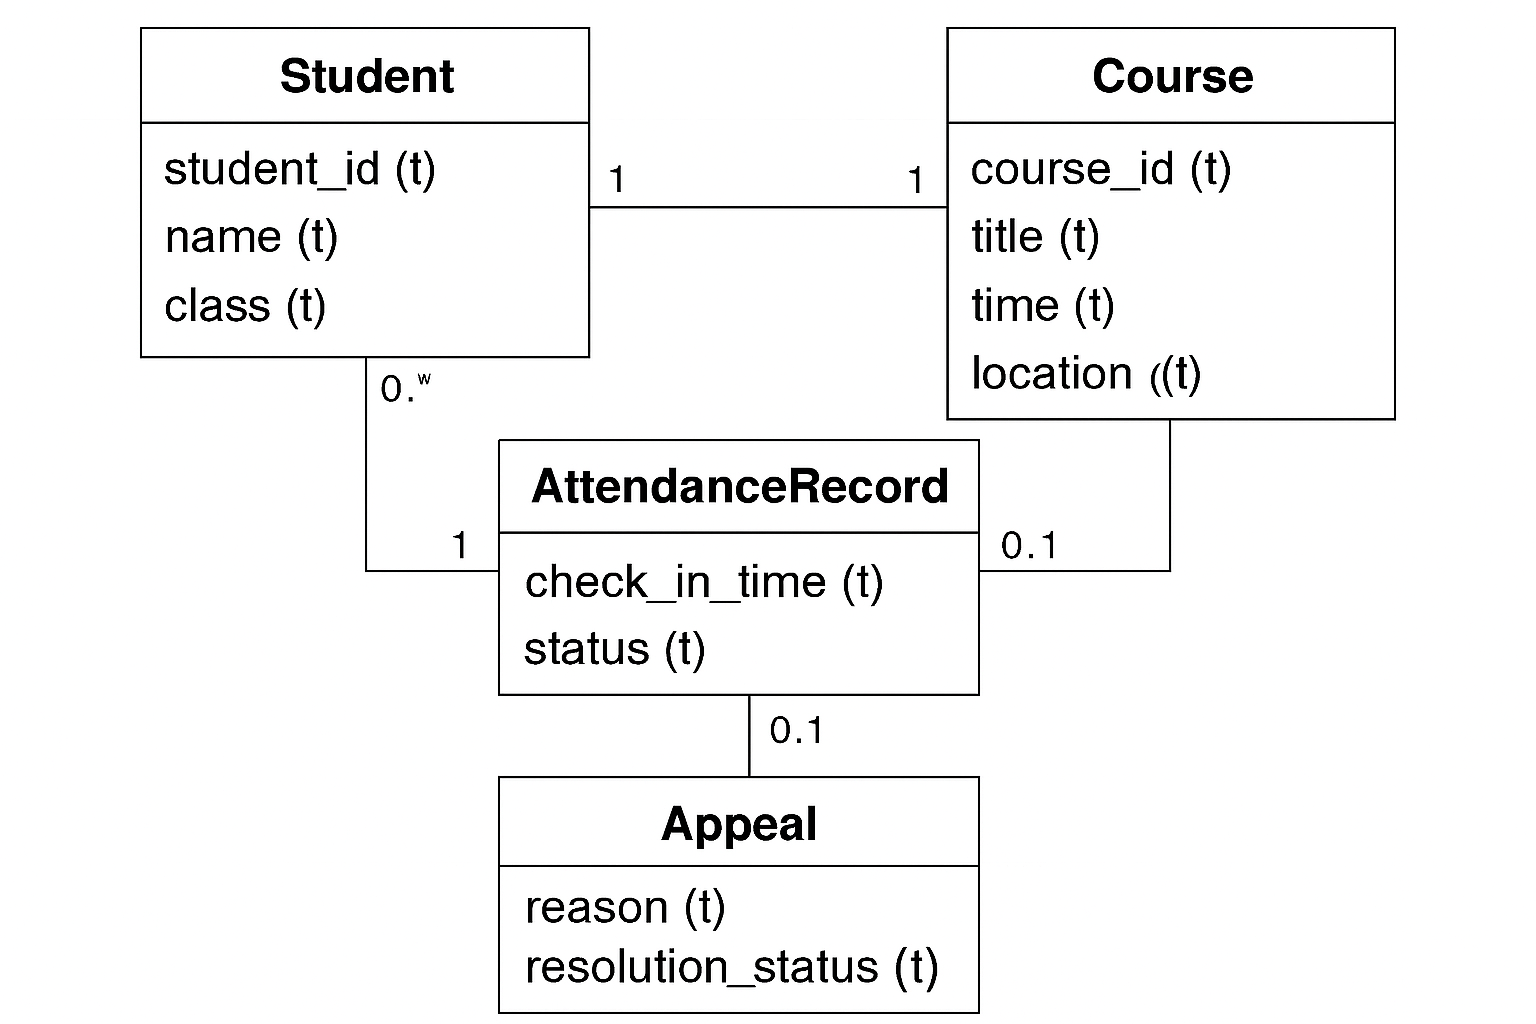 Student
student_id (t)
name (t)
class (t)
1
1
Course
course_id (t)
title (t)
time (t)
location ((t)
0.w
AttendanceRecord
check_in_time (t)
status (t)
1
0.1
0.1
Appeal
reason (t)
resolution_status (t)